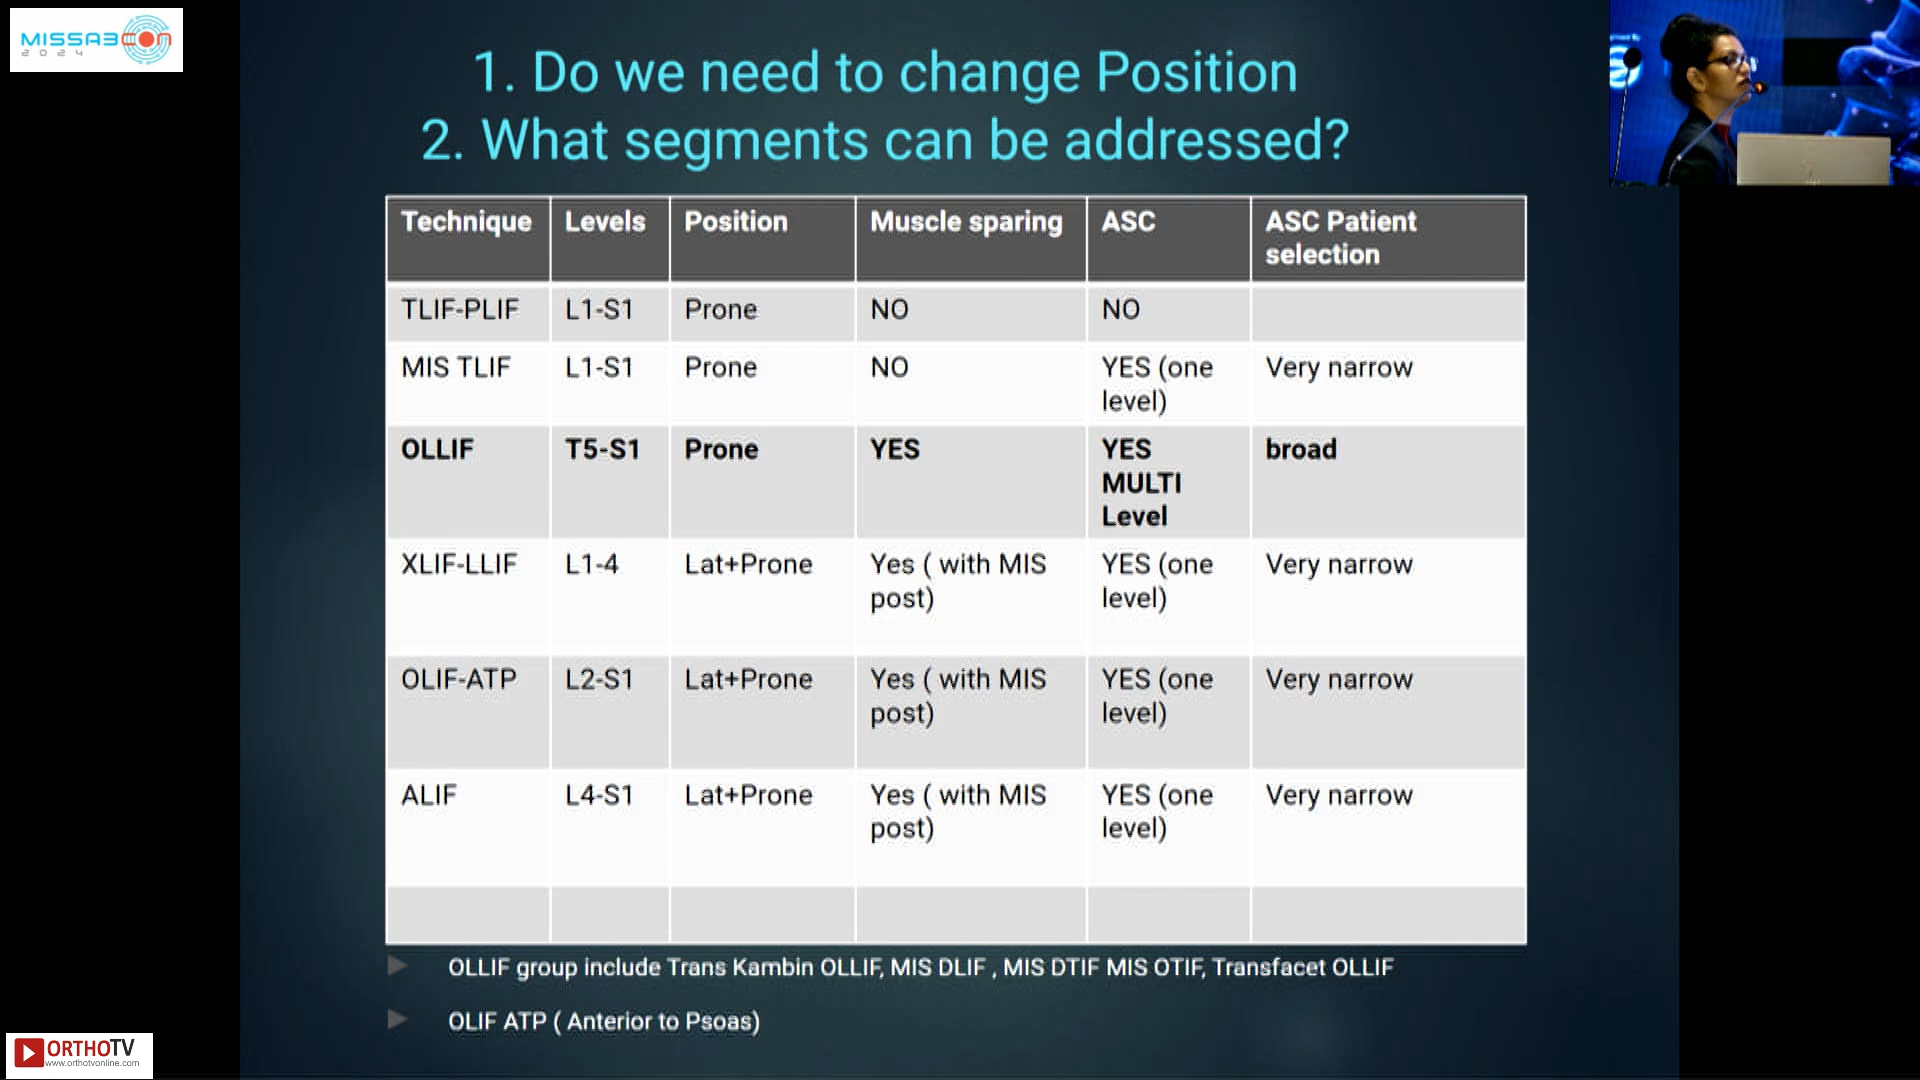 MISSABCON
2024
1. Do we need to change Position
2. What segments can be addressed?
Technique Levels Position Muscle sparing ASC ASC Patient selection
TLIF-PLIF L1-S1 Prone NO NO
MIS TLIF L1-S1 Prone NO YES (one level) Very narrow
OLLIF T5-S1 Prone YES YES MULTI Level broad
XLIF-LLIF L1-4 Lat+Prone Yes ( with MIS post) YES (one level) Very narrow
OLIF-ATP L2-S1 Lat+Prone Yes ( with MIS post) YES (one level) Very narrow
ALIF L4-S1 Lat+Prone Yes ( with MIS post) YES (one level) Very narrow
OLLIF group include Trans Kambin OLLIF, MIS DLIF , MIS DTIF MIS OTIF, Transfacet OLLIF
OLIF ATP ( Anterior to Psoas)
ORTHOTV
www.orthotvonline.com